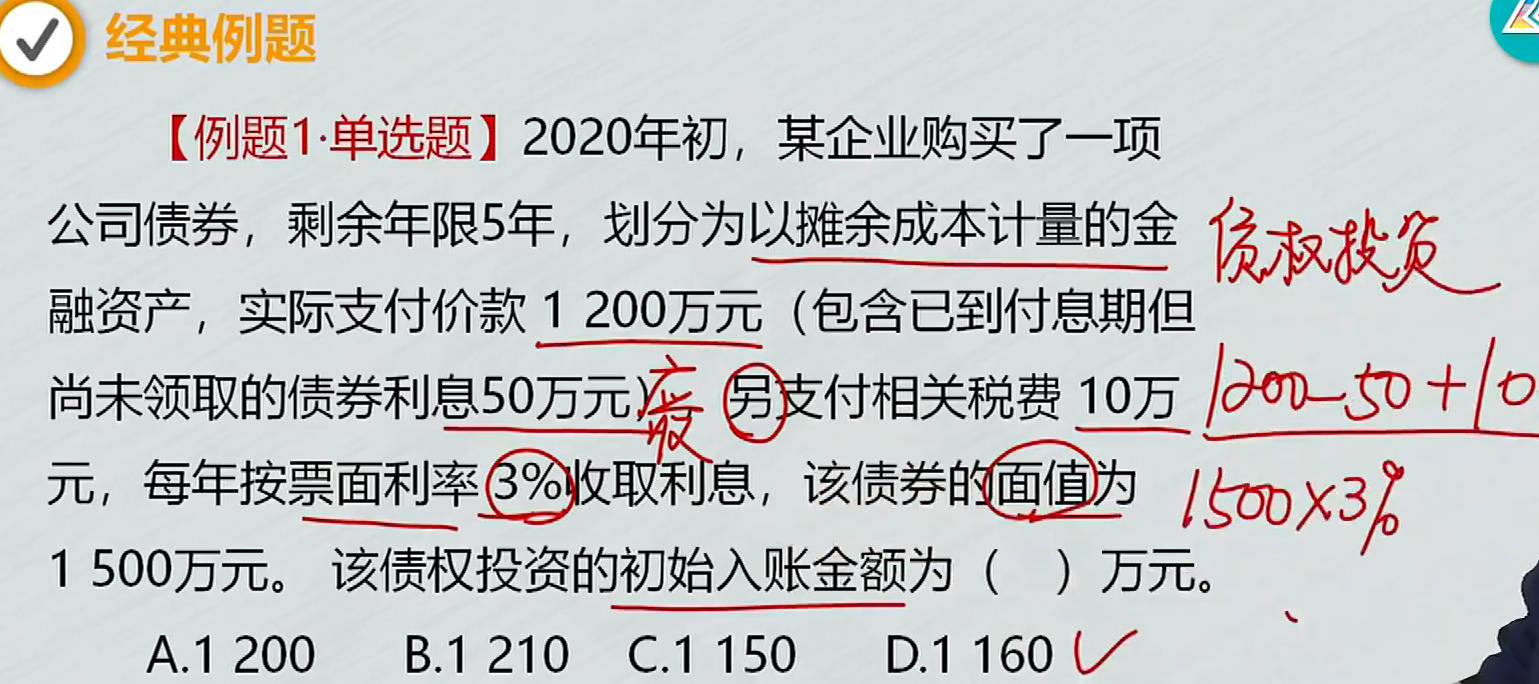 经典例题
【例题1·单选题】2020年初，某企业购买了一项
公司债券，剩余年限5年，划分为以摊余成本计量的金
债权投资
融资产，实际支付价款 1 200万元（包含已到付息期但
尚未领取的债券利息50万元），另支付相关税费 10万
应收
1200-50+10
元，每年按票面利率 3%收取利息，该债券的面值为
1500×3%
1 500万元。 该债权投资的初始入账金额为（　）万元。
A.1 200 B.1 210 C.1 150 D.1 160